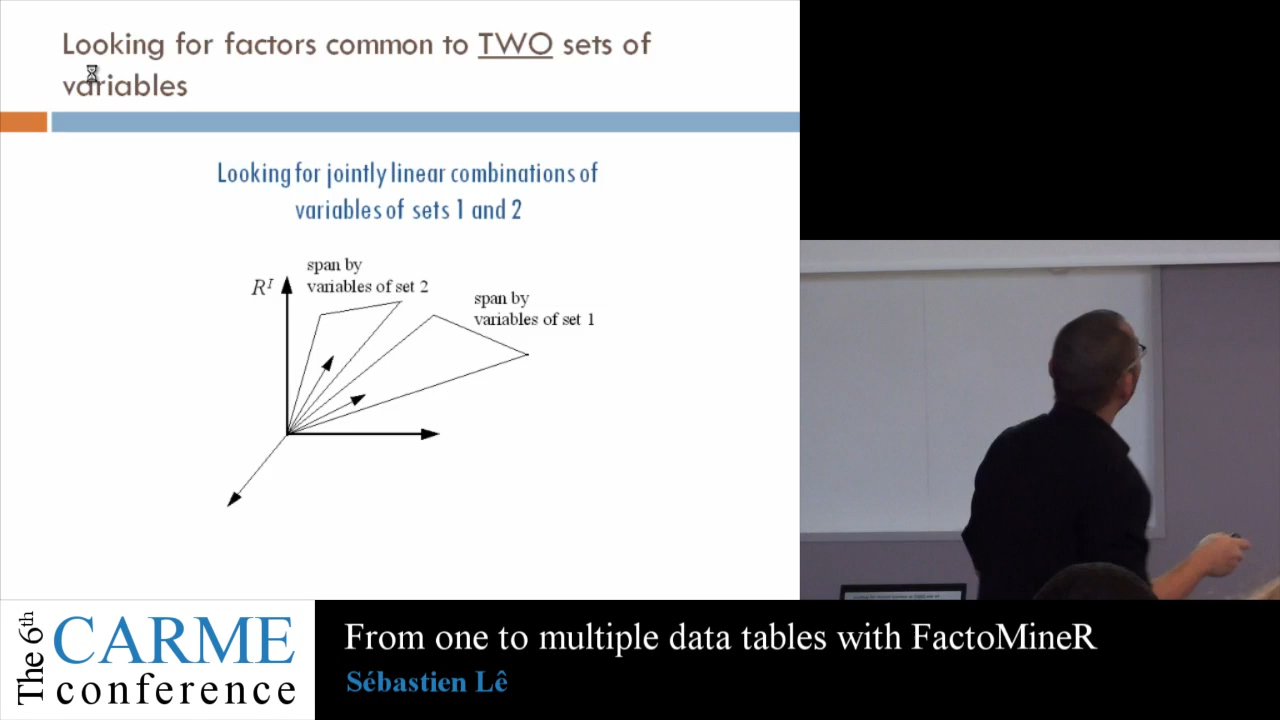 Looking for factors common to TWO sets of
variables
Looking for jointly linear combinations of
variables of sets 1 and 2
span by
variables of set 2
R^I
span by
variables of set 1
The 6th
CARME
conference
From one to multiple data tables with FactoMineR
Sébastien Lê